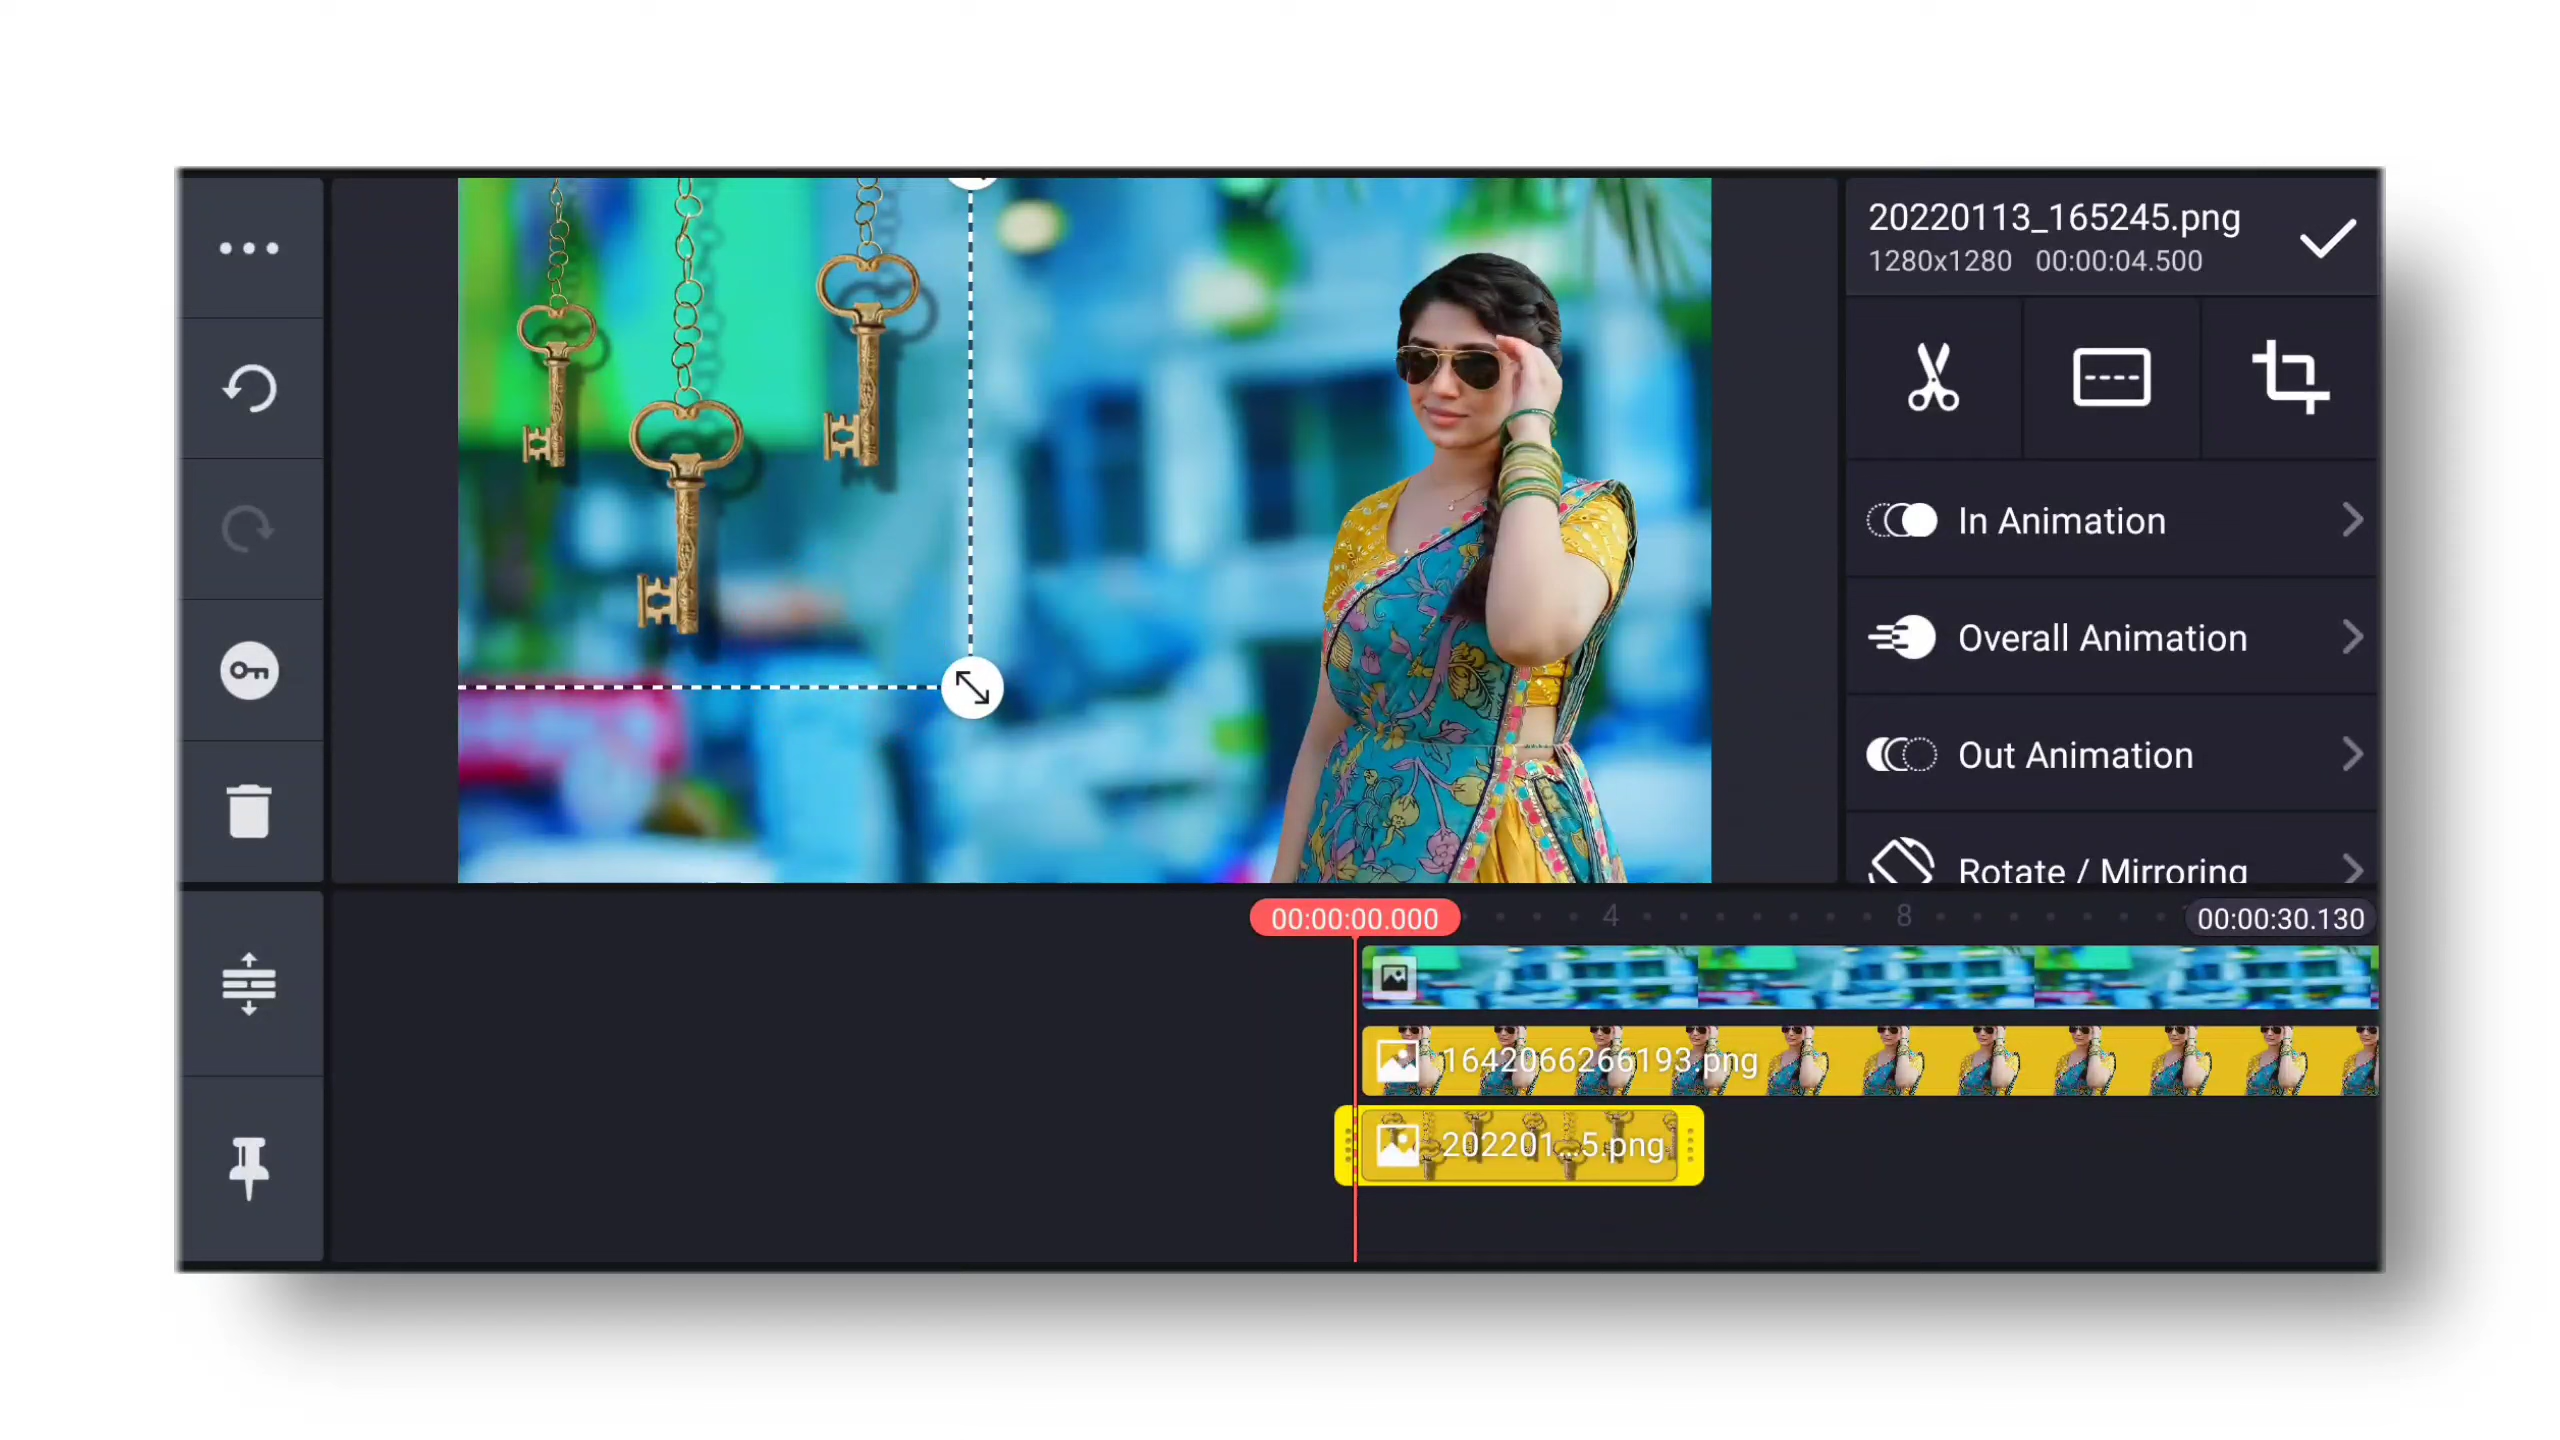 20220113_165245.png
1280x1280 00:00:04.500
In Animation
Overall Animation
Out Animation
Rotate / Mirroring
00:00:00.000
4
8
00:00:30.130
1642066266193.png
202201...5.png